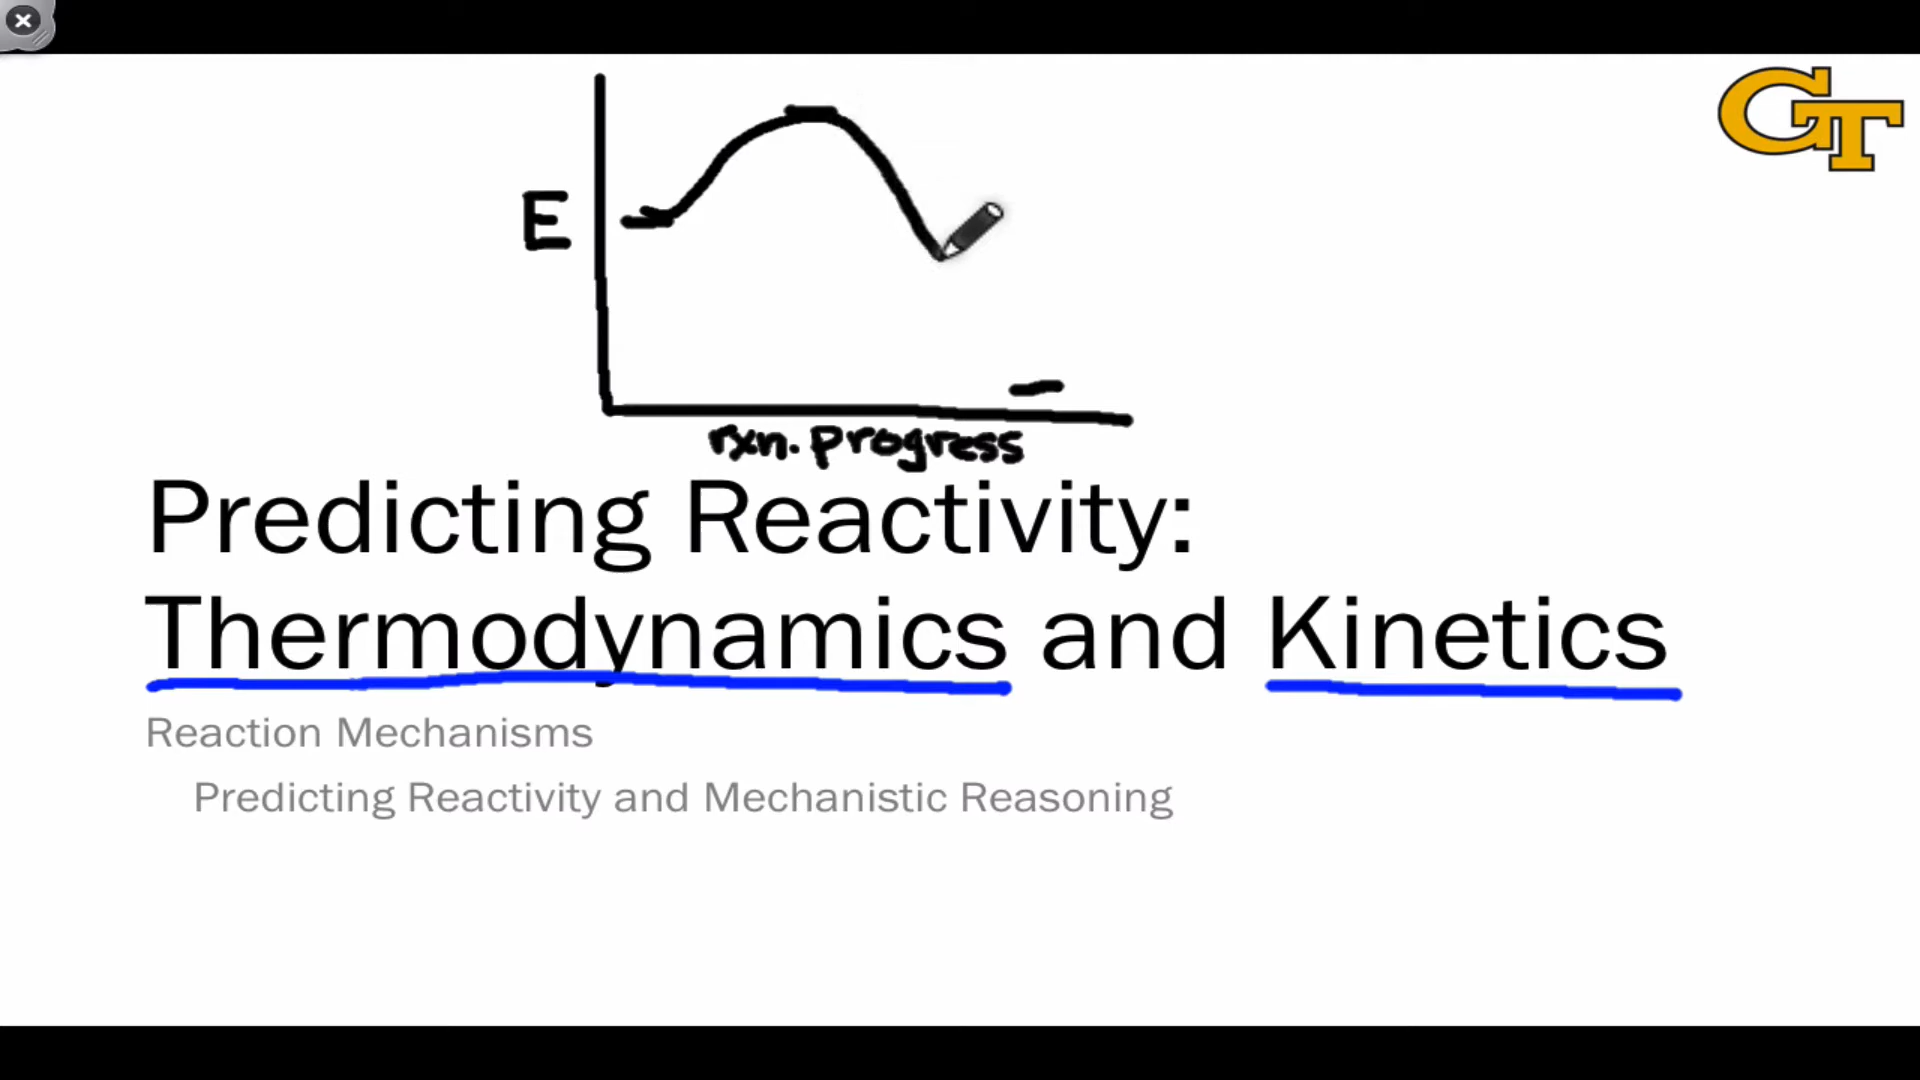 GT
E
rxn. progress
Predicting Reactivity:
Thermodynamics and Kinetics
Reaction Mechanisms
Predicting Reactivity and Mechanistic Reasoning